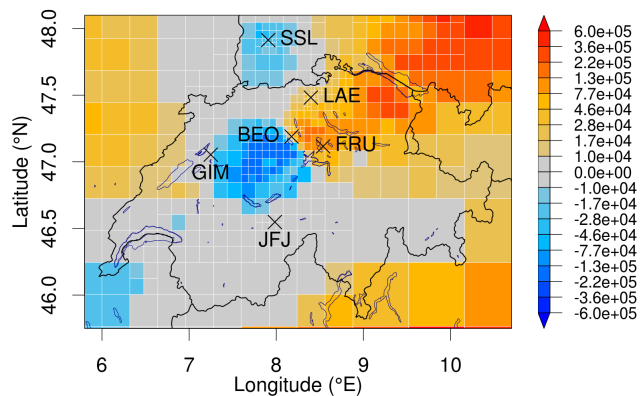 48.0
47.5
47.0
46.5
46.0
Latitude (°N)
SSL
LAE
BEO
FRU
GIM
JFJ
6
7
8
9
10
Longitude (°E)
6.0e+05
3.6e+05
2.2e+05
1.3e+05
7.7e+04
4.6e+04
2.8e+04
1.7e+04
1.0e+04
0.0e+00
-1.0e+04
-1.7e+04
-2.8e+04
-4.6e+04
-7.7e+04
-1.3e+05
-2.2e+05
-3.6e+05
-6.0e+05